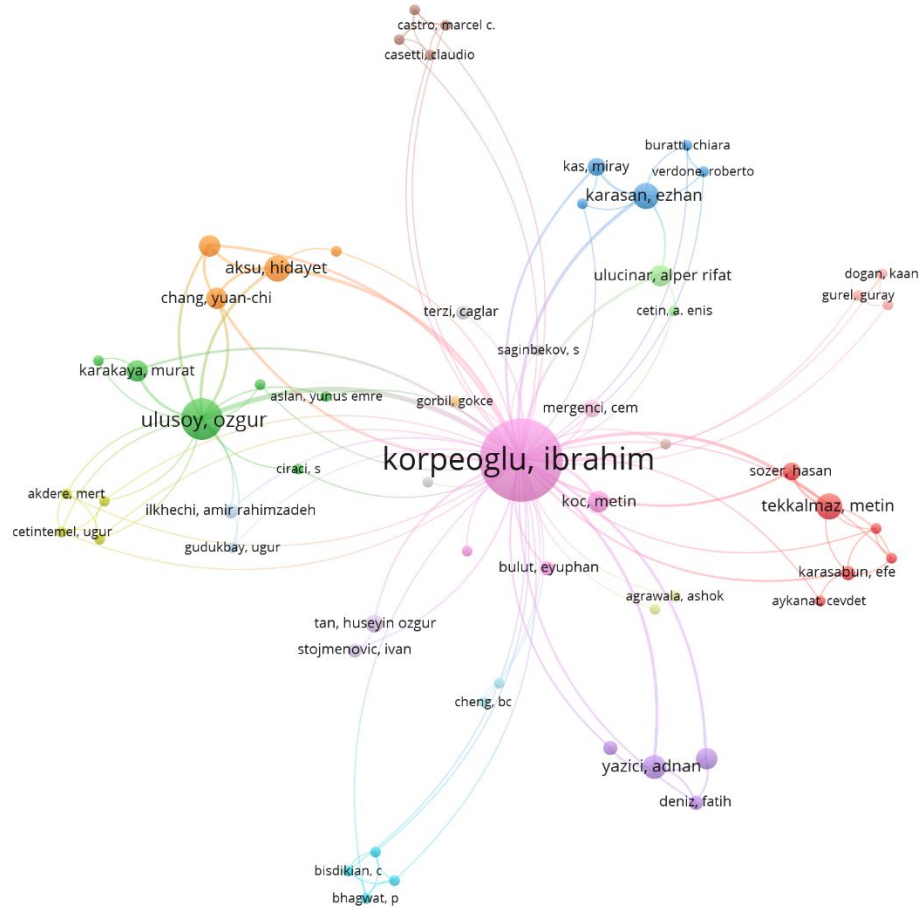 castro, marcel c.
casetti, claudio
buratti, chiara
kas, miray
verdone, roberto
karasan, ezhan
aksu, hidayet
ulucinar, alper rifat
dogan, kaan
chang, yuan-chi
gurel, guray
terzi, caglar
cetin, a. enis
saginbekov, s
karakaya, murat
aslan, yunus emre
gorbil, gokce
mergenci, cem
ulusoy, ozgur
korpeoglu, ibrahim
ciraci, s
sozer, hasan
akdere, mert
koc, metin
tekkalmaz, metin
ilkhechi, amir rahimzadeh
cetintemel, ugur
gudukbay, ugur
bulut, eyuphan
karasabun, efe
agrawala, ashok
aykanat, cevdet
tan, huseyin ozgur
stojmenovic, ivan
cheng, bc
yazici, adnan
deniz, fatih
bisdikian, c
bhagwat, p